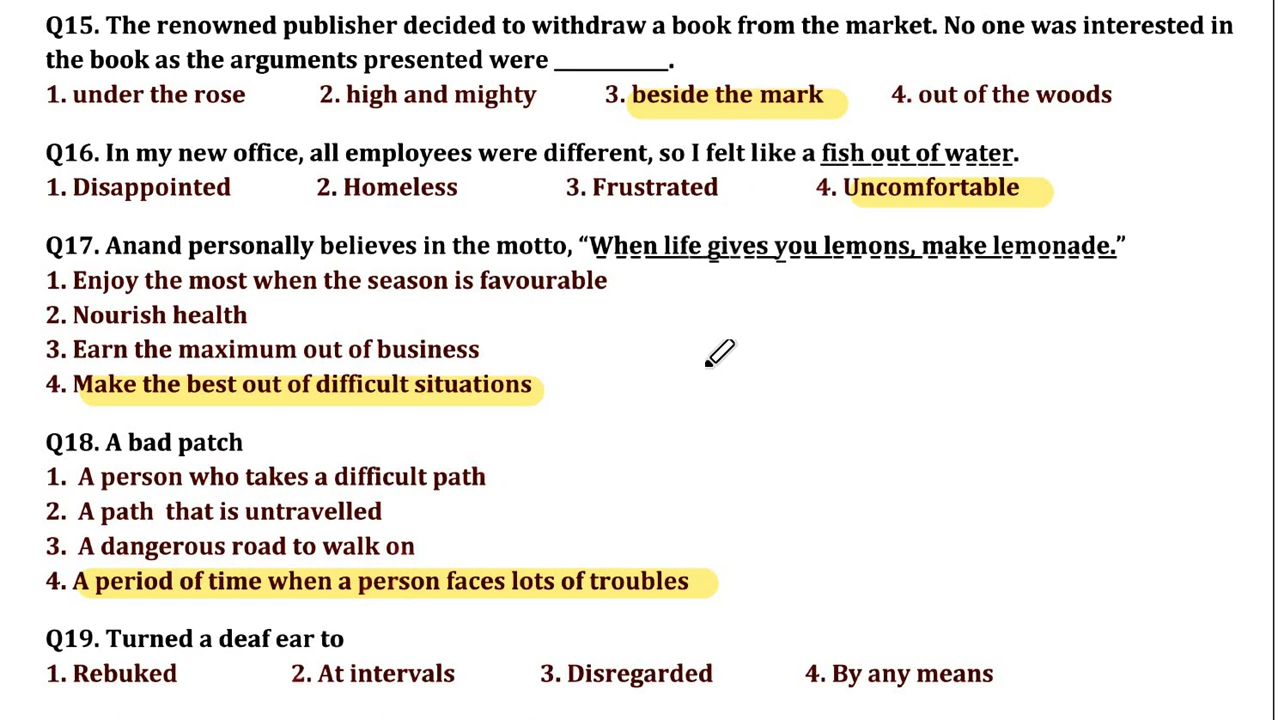 Q15. The renowned publisher decided to withdraw a book from the market. No one was interested in
the book as the arguments presented were __________.
1. under the rose 2. high and mighty 3. beside the mark 4. out of the woods
Q16. In my new office, all employees were different, so I felt like a fish out of water.
1. Disappointed 2. Homeless 3. Frustrated 4. Uncomfortable
Q17. Anand personally believes in the motto, “When life gives you lemons, make lemonade.”
1. Enjoy the most when the season is favourable
2. Nourish health
3. Earn the maximum out of business
4. Make the best out of difficult situations
Q18. A bad patch
1. A person who takes a difficult path
2. A path that is untravelled
3. A dangerous road to walk on
4. A period of time when a person faces lots of troubles
Q19. Turned a deaf ear to
1. Rebuked 2. At intervals 3. Disregarded 4. By any means